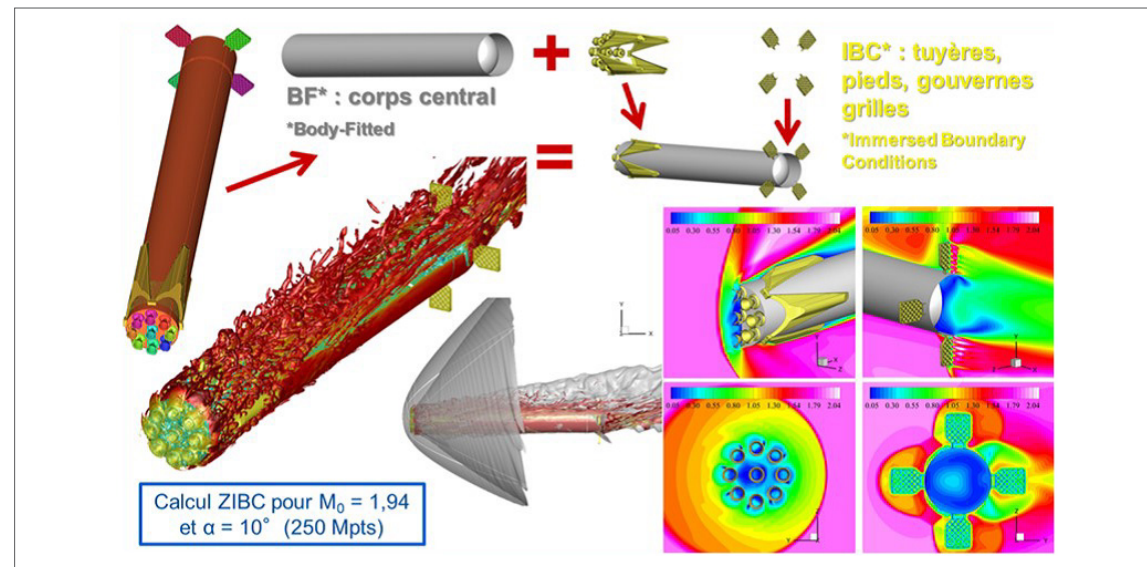 BF* : corps central
*Body-Fitted
+
IBC* : tuyères,
pieds, gouvernes
grilles
*Immersed Boundary
Conditions
=
0.05 0.30 0.55 0.80 1.05 1.30 1.54 1.79 2.04
0.05 0.30 0.55 0.80 1.05 1.30 1.54 1.79 2.04
Y
X
Y
X
Z
Y
Z
X
0.05 0.30 0.55 0.80 1.05 1.30 1.54 1.79 2.04
0.05 0.30 0.55 0.80 1.05 1.30 1.54 1.79 2.04
Y
Z
Calcul ZIBC pour M₀ = 1,94
et α = 10° (250 Mpts)